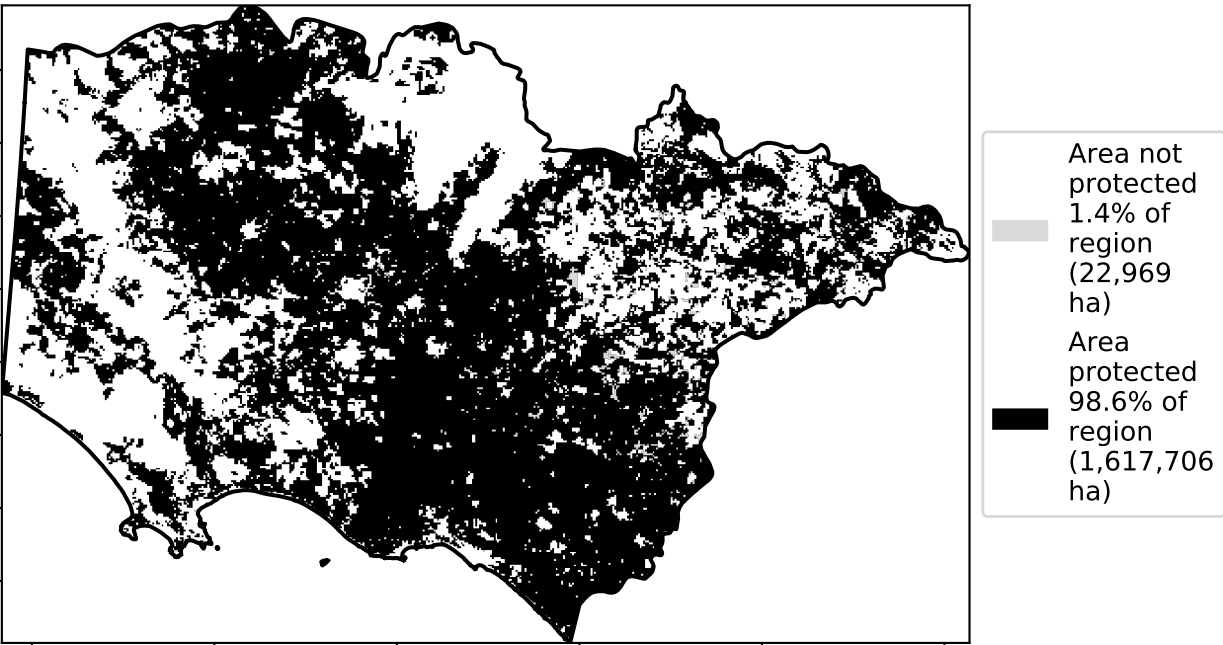 Area not
protected
1.4% of
region
(22,969
ha)
Area
protected
98.6% of
region
(1,617,706
ha)